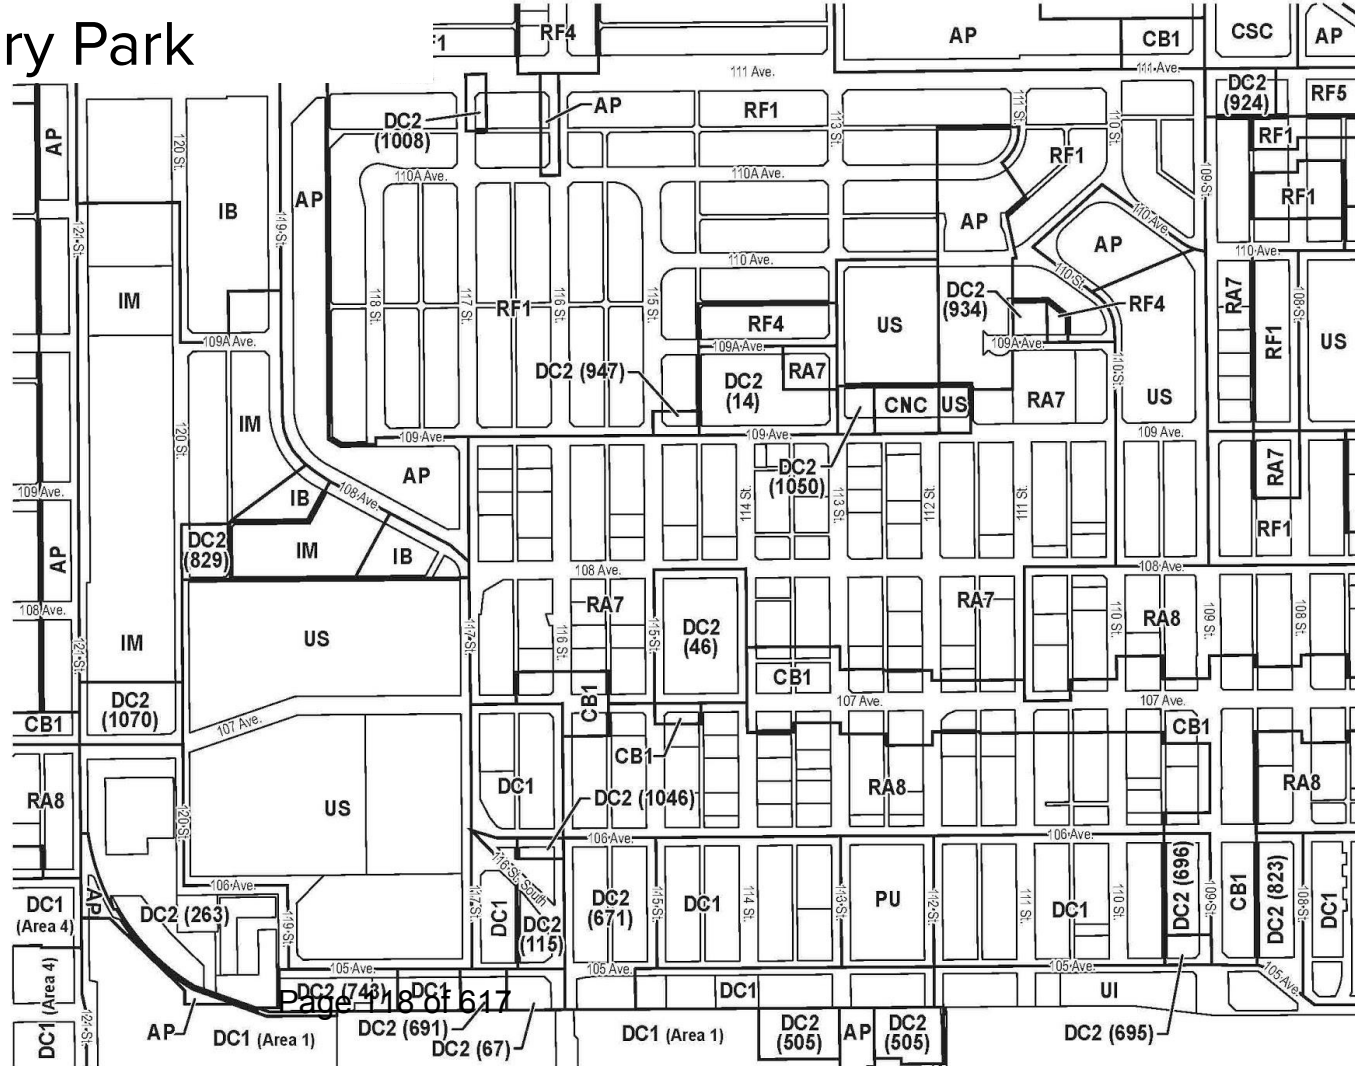 ry Park
F1
RF4
AP
CB1
CSC
AP
111 Ave.
111 Ave.
DC2
(924)
RF5
DC2
(1008)
AP
RF1
113 St.
111 St.
110 St.
RF1
AP
120 St.
RF1
109 St.
RF1
110A Ave.
110A Ave.
AP
IB
AP
110 Ave.
AP
121 St.
119 St.
110 Ave.
110 Ave.
IM
118 St.
117 St.
RF1
116 St.
115 St.
110 St.
DC2
(934)
RF4
RA7
108 St.
RF4
US
RF1
US
109A Ave.
109A Ave.
109A Ave.
DC2 (947)
DC2
(14)
RA7
110 St.
IM
CNC
US
RA7
US
120 St.
109 Ave.
109 Ave.
109 Ave.
AP
DC2
(1050)
RA7
109 Ave.
IB
108 Ave.
114 St.
113 St.
112 St.
111 St.
RF1
DC2
(829)
IM
IB
AP
108 Ave.
108 Ave.
108 Ave.
RA7
RA7
RA8
US
117 St.
116 St.
115 St.
DC2
(46)
110 St.
109 St.
108 St.
IM
121 St.
CB1
DC2
(1070)
CB1
107 Ave.
107 Ave.
107 Ave.
CB1
CB1
CB1
RA8
US
DC1
DC2 (1046)
RA8
RA8
120 St.
106 Ave.
106 Ave.
116 St. South
106 Ave.
AP
DC1
(Area 4)
DC2 (263)
119 St.
117 St.
DC1
DC2
(115)
DC2
(671)
115 St.
DC1
114 St.
113 St.
PU
112 St.
111 St.
DC1
110 St.
DC2 (696)
109 St.
CB1
DC2 (823)
108 St.
DC1
105 Ave.
105 Ave.
105 Ave.
105 Ave.
DC1 (Area 4)
DC2 (743)
DC1
DC1
UI
Page 118 of 617
AP
DC1 (Area 1)
DC2 (691)
DC2 (67)
DC1 (Area 1)
DC2
(505)
AP
DC2
(505)
DC2 (695)
121 St.
DC1